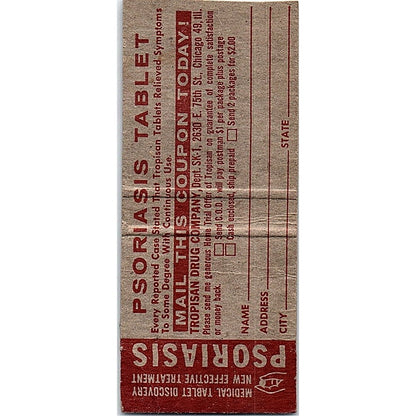 PSORIASIS TABLET
Every Reported Case Stated That Tropisan Tablets Relieved Symptoms
To Some Degree With Continuous Use.
MAIL THIS COUPON TODAY!
TROPISAN DRUG COMPANY, Dept. SK-1, 2630 E. 75th St. Chicago 49, Ill.
Please send me generous Home Trial Offer of Tropisan on guarantee of complete satisfaction
or money back. Send C.O.D. I will pay postman $1 per package plus postage
Cash enclosed, ship prepaid Send 2 packages for $2.00
NAME
ADDRESS
CITY STATE
PSORIASIS
MEDICAL TABLET DISCOVERY
NEW EFFECTIVE TREATMENT